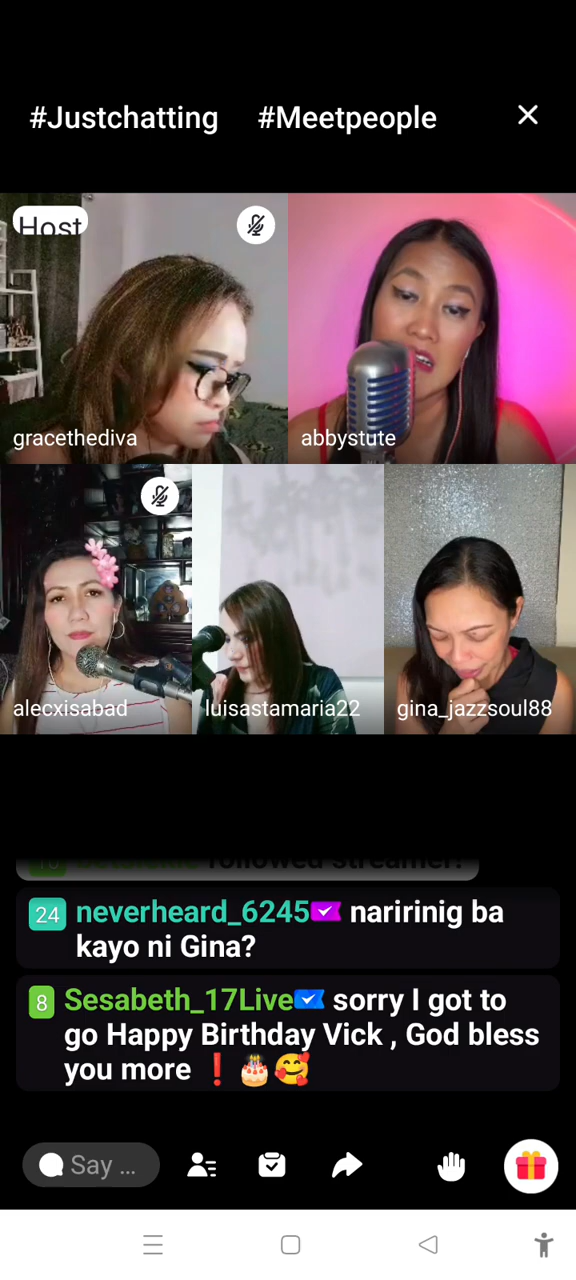 #Justchatting #Meetpeople
Host
gracethediva
abbystute
alecxisabad
luisastamaria22
gina_jazzsoul88
followed streamer!
24 neverheard_6245 naririnig ba
kayo ni Gina?
8 Sesabeth_17Live sorry I got to
go Happy Birthday Vick , God bless
you more ❗🎂🥰
Say ...